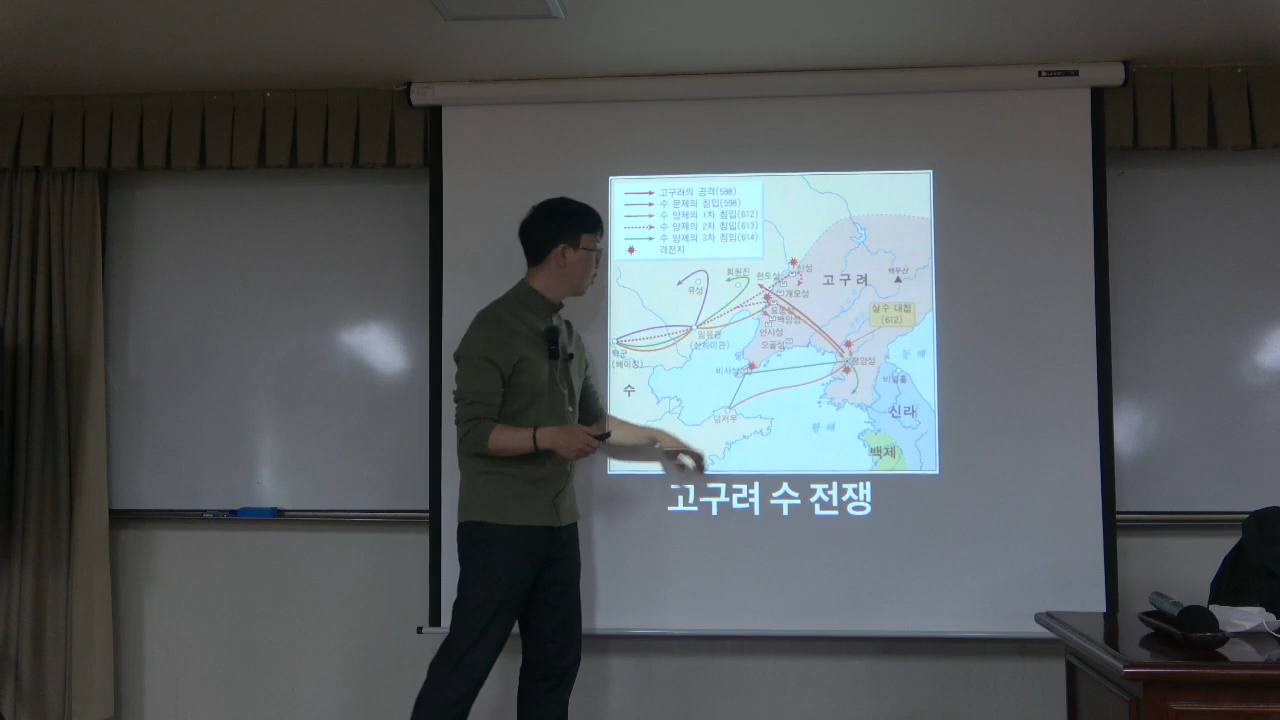 고구려의 공격(598)
수 문제의 침입(598)
수 양제의 1차 침입(612)
수 양제의 2차 침입(613)
수 양제의 3차 침입(614)
격전지
신성
회원진
현도성
고구려
백두산
유성
개모성
요동성
살수 대첩
(612)
백암성
임유관
(산하이관)
안시성
오골성
탁군
(베이징)
비사성
평양성
동해
수
비열홀
신라
덩저우
황해
백제
고구려 수 전쟁